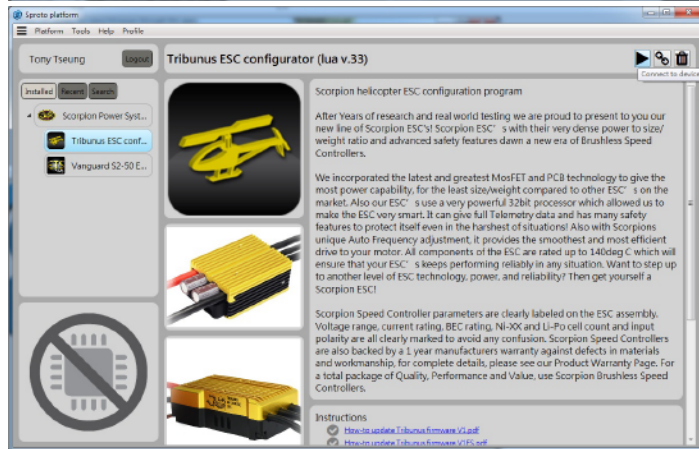 Sproto platform
Platform Tools Help Profile
Tony Tseung
Logout
Tribunus ESC configurator (lua v.33)
Connect to device
Installed Recent Search
Scorpion Power Syst...
Tribunus ESC conf...
Vanguard S2-50 E...
Scorpion helicopter ESC configuration program
After Years of research and real world testing we are proud to present to you our
new line of Scorpion ESC's! Scorpion ESC' s with their very dense power to size/
weight ratio and advanced safety features dawn a new era of Brushless Speed
Controllers.
We incorporated the latest and greatest MosFET and PCB technology to give the
most power capability, for the least size/weight compared to other ESC' s on the
market. Also our ESC' s use a very powerful 32bit processor which allowed us to
make the ESC very smart. It can give full Telemetry data and has many safety
features to protect itself even in the harshest of situations! Also with Scorpions
unique Auto Frequency adjustment, it provides the smoothest and most efficient
drive to your motor. All components of the ESC are rated up to 140deg C which will
ensure that your ESC' s keeps performing reliably in any situation. Want to step up
to another level of ESC technology, power, and reliability? Then get yourself a
Scorpion ESC!
Scorpion Speed Controller parameters are clearly labeled on the ESC assembly.
Voltage range, current rating, BEC rating, Ni-XX and Li-Po cell count and input
polarity are all clearly marked to avoid any confusion. Scorpion Speed Controllers
are also backed by a 1 year manufacturers warranty against defects in materials
and workmanship, for complete details, please see our Product Warranty Page. For
a total package of Quality, Performance and Value, use Scorpion Brushless Speed
Controllers.
Instructions
How-to update Tribunus firmware V2.pdf
How-to update Tribunus firmware V1ES.pdf